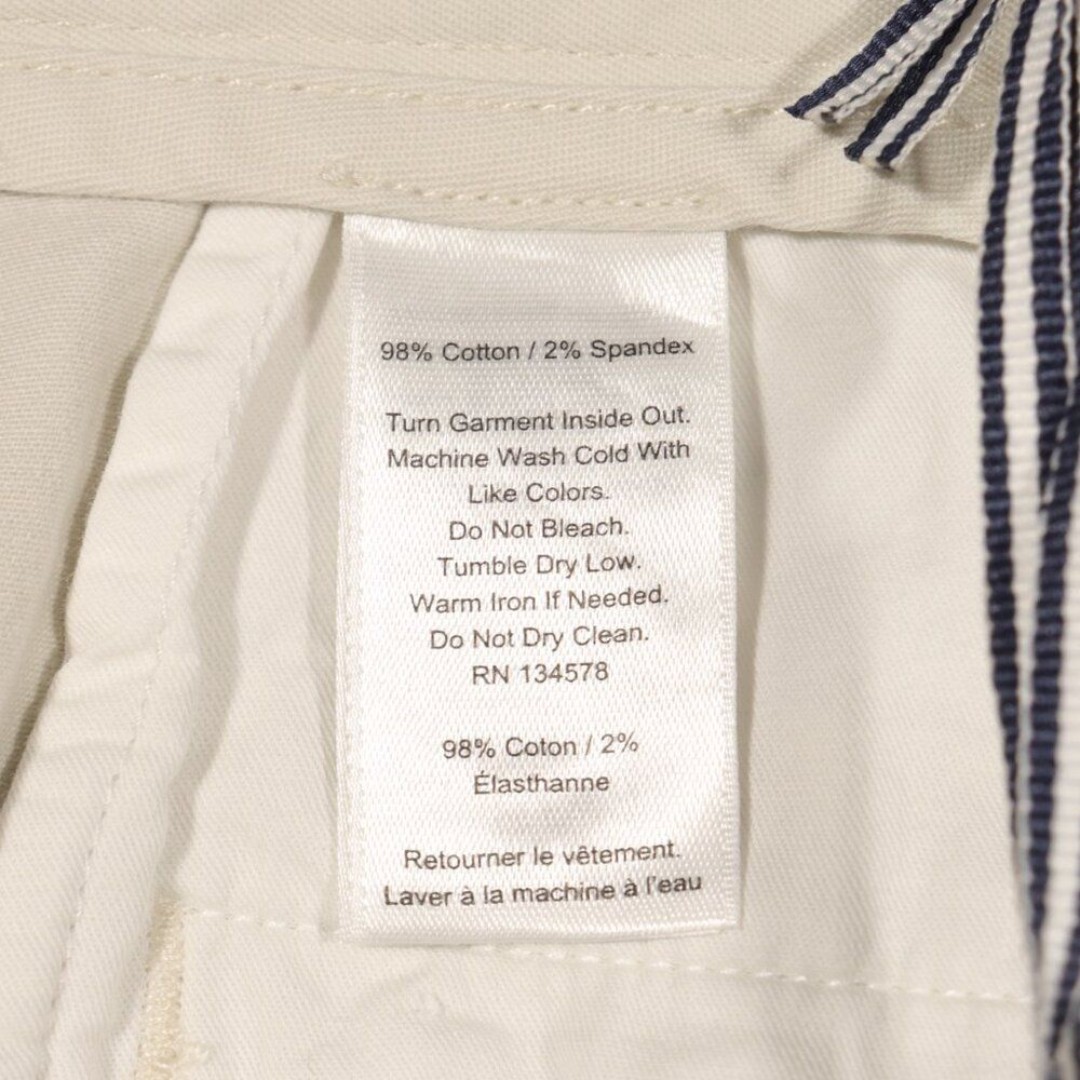 98% Cotton / 2% Spandex
Turn Garment Inside Out.
Machine Wash Cold With
Like Colors.
Do Not Bleach.
Tumble Dry Low.
Warm Iron If Needed.
Do Not Dry Clean.
RN 134578
98% Coton / 2%
Élasthanne
Retourner le vêtement.
Laver à la machine à l'eau